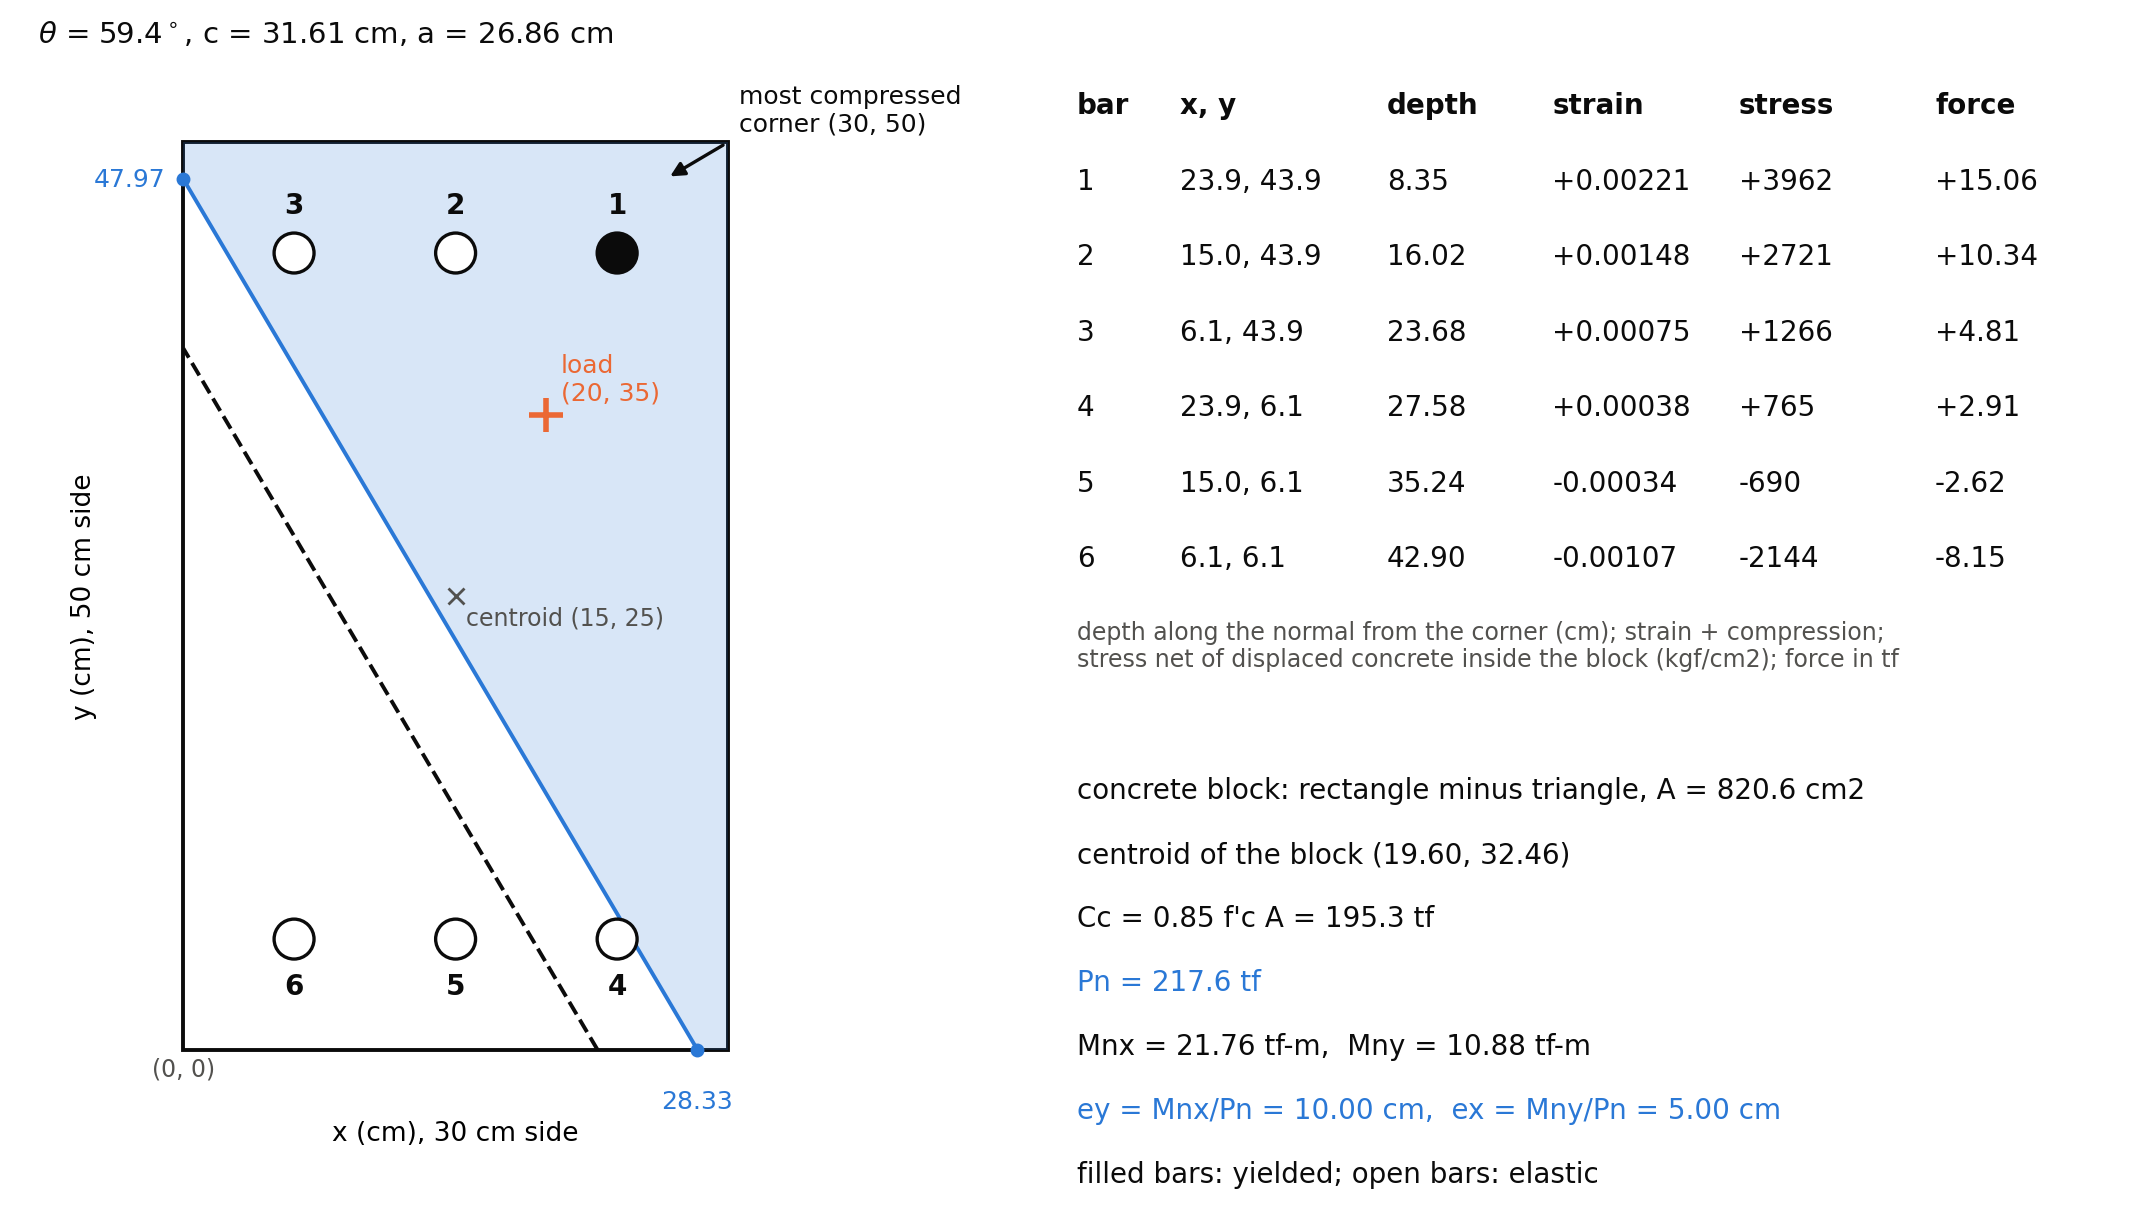 θ = 59.4°, c = 31.61 cm, a = 26.86 cm
most compressed
corner (30, 50)
47.97
3 2 1
load
(20, 35)
centroid (15, 25)
6 5 4
(0, 0)
28.33
x (cm), 30 cm side
y (cm), 50 cm side
bar x, y depth strain stress force
1 23.9, 43.9 8.35 +0.00221 +3962 +15.06
2 15.0, 43.9 16.02 +0.00148 +2721 +10.34
3 6.1, 43.9 23.68 +0.00075 +1266 +4.81
4 23.9, 6.1 27.58 +0.00038 +765 +2.91
5 15.0, 6.1 35.24 -0.00034 -690 -2.62
6 6.1, 6.1 42.90 -0.00107 -2144 -8.15
depth along the normal from the corner (cm); strain + compression;
stress net of displaced concrete inside the block (kgf/cm2); force in tf
concrete block: rectangle minus triangle, A = 820.6 cm2
centroid of the block (19.60, 32.46)
Cc = 0.85 f'c A = 195.3 tf
Pn = 217.6 tf
Mnx = 21.76 tf-m, Mny = 10.88 tf-m
ey = Mnx/Pn = 10.00 cm, ex = Mny/Pn = 5.00 cm
filled bars: yielded; open bars: elastic